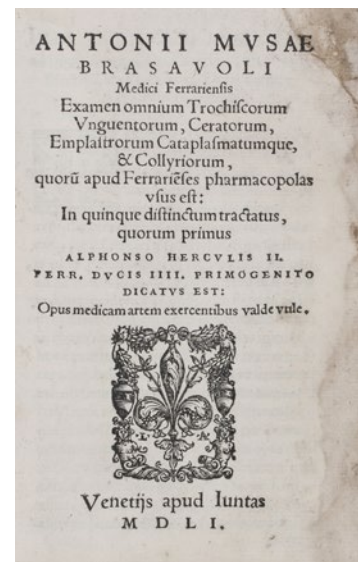 ANTONII MVSAE
BRASAVOLI
Medici Ferrariensis
Examen omnium Trochiscorum
Vnguentorum, Ceratorum,
Emplastrorum Cataplasmatumque,
& Collyriorum,
quorū apud Ferrariēses pharmacopolas
vsus est:
In quinque distinctum tractatus,
quorum primus
ALPHONSO HERCVLIS II.
FERR. DVCIS IIII. PRIMOGENITO
DICATVS EST:
Opus medicam artem exercentibus valde vtile.
L A
Venetijs apud Iuntas
M D L I.